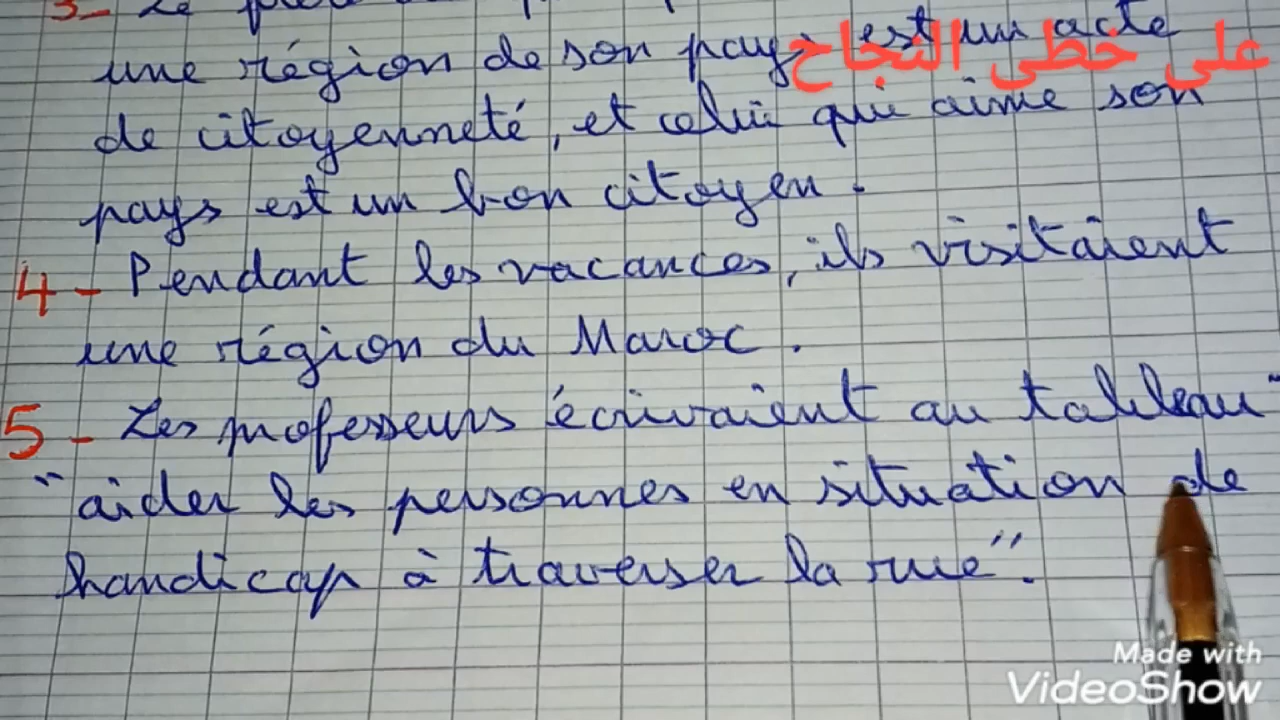 3- Le
une région de son pays est un acte
على خطى النجاح
de citoyenneté, et celui qui aime son
pays est un bon citoyen.
4- Pendant les vacances, ils visitaient
une région du Maroc.
5- Les professeurs écrivaient au tableau
"aider les personnes en situation de
handicap à traverser la rue".
Made with
VideoShow